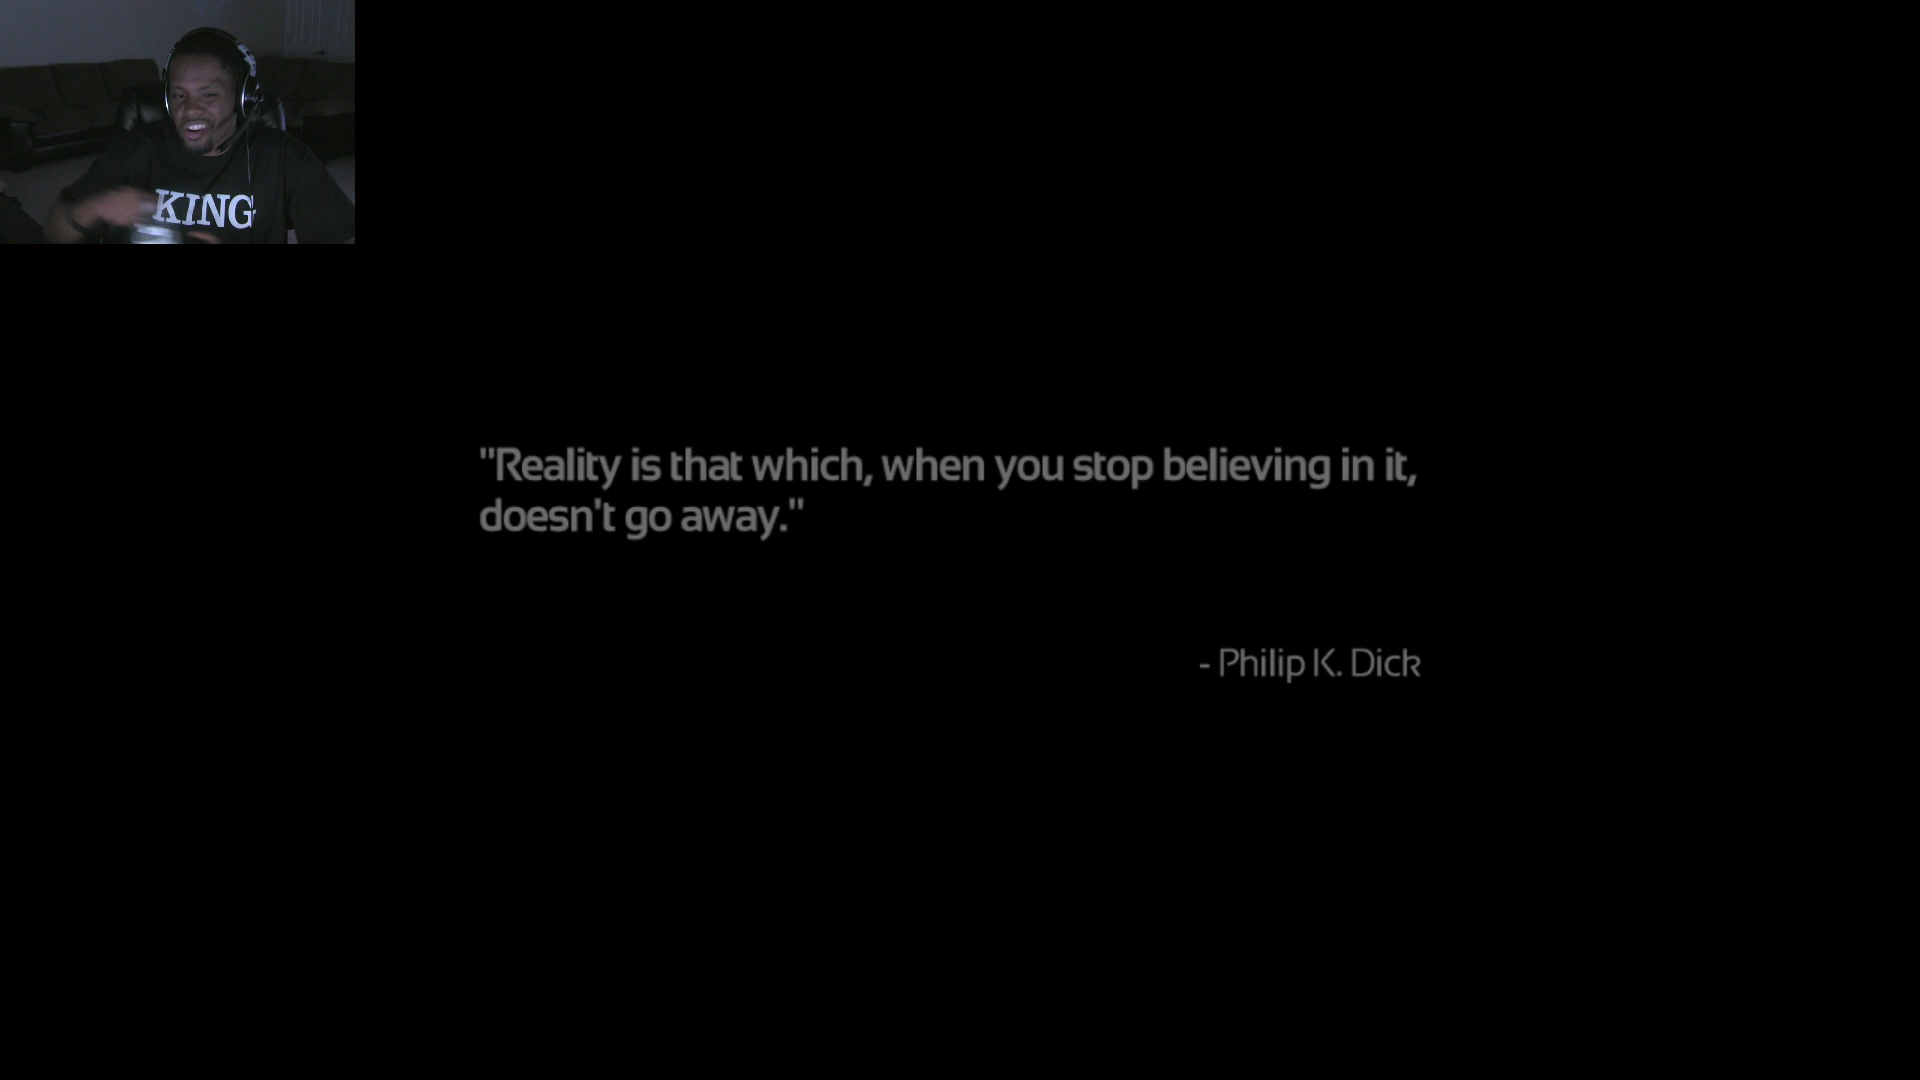 KING
"Reality is that which, when you stop believing in it,
doesn't go away."
- Philip K. Dick